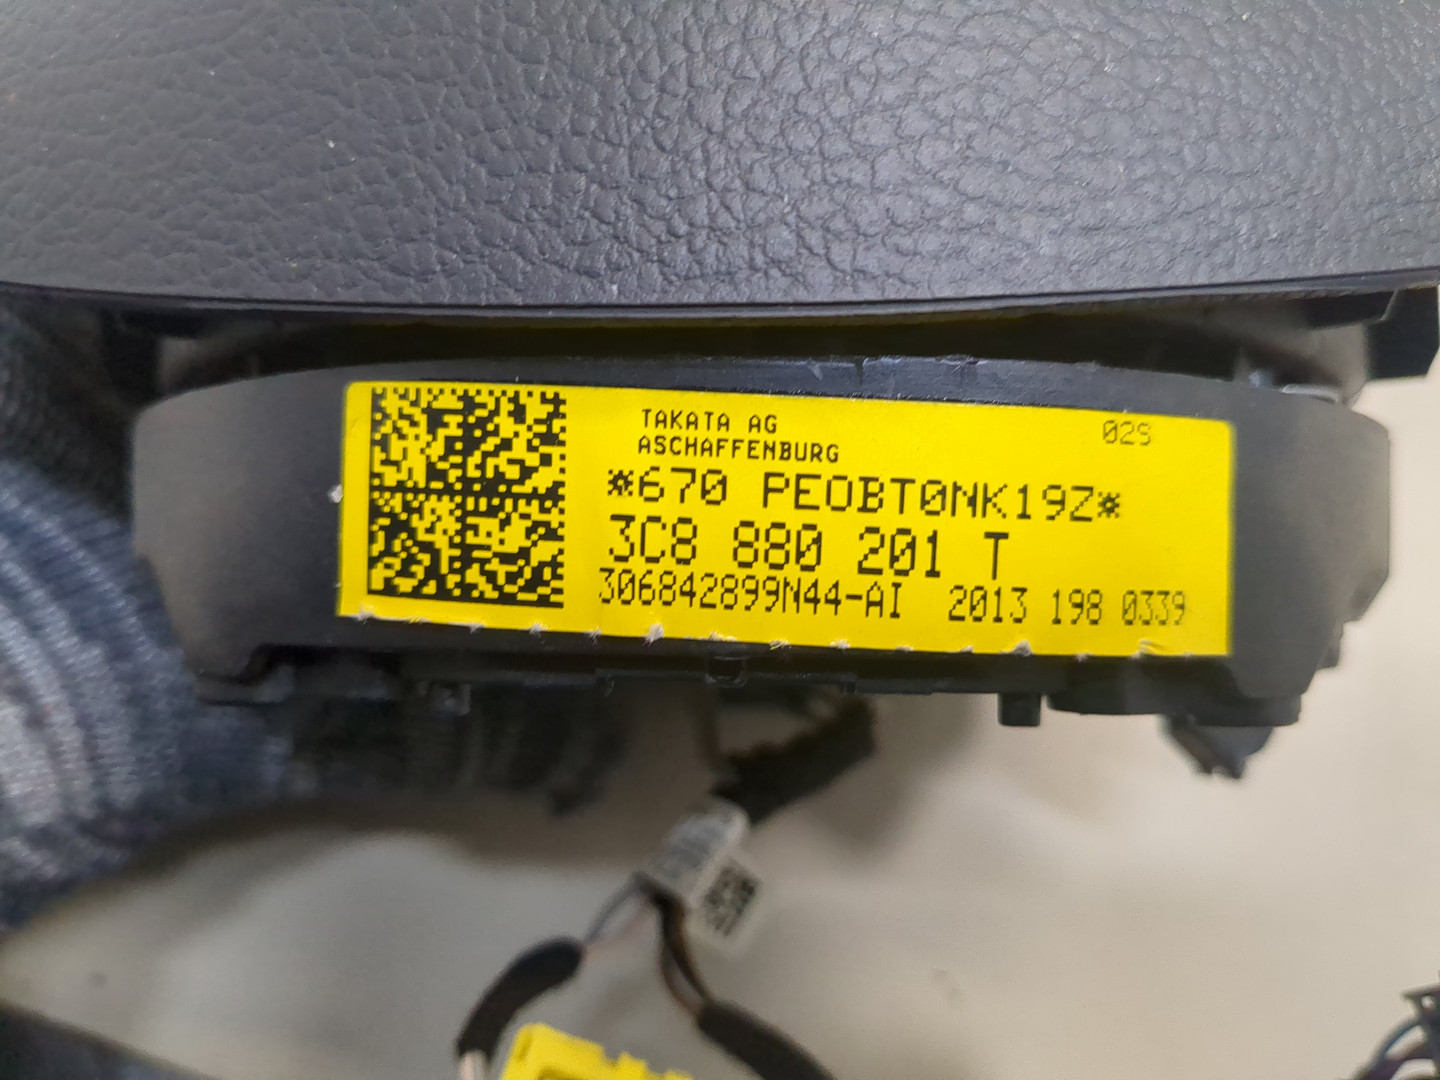 TAKATA AG
02S
ASCHAFFENBURG
*670 PEOBT0NK19Z*
3C8 880 201 T
306842899N44-AI 2013 198 0339